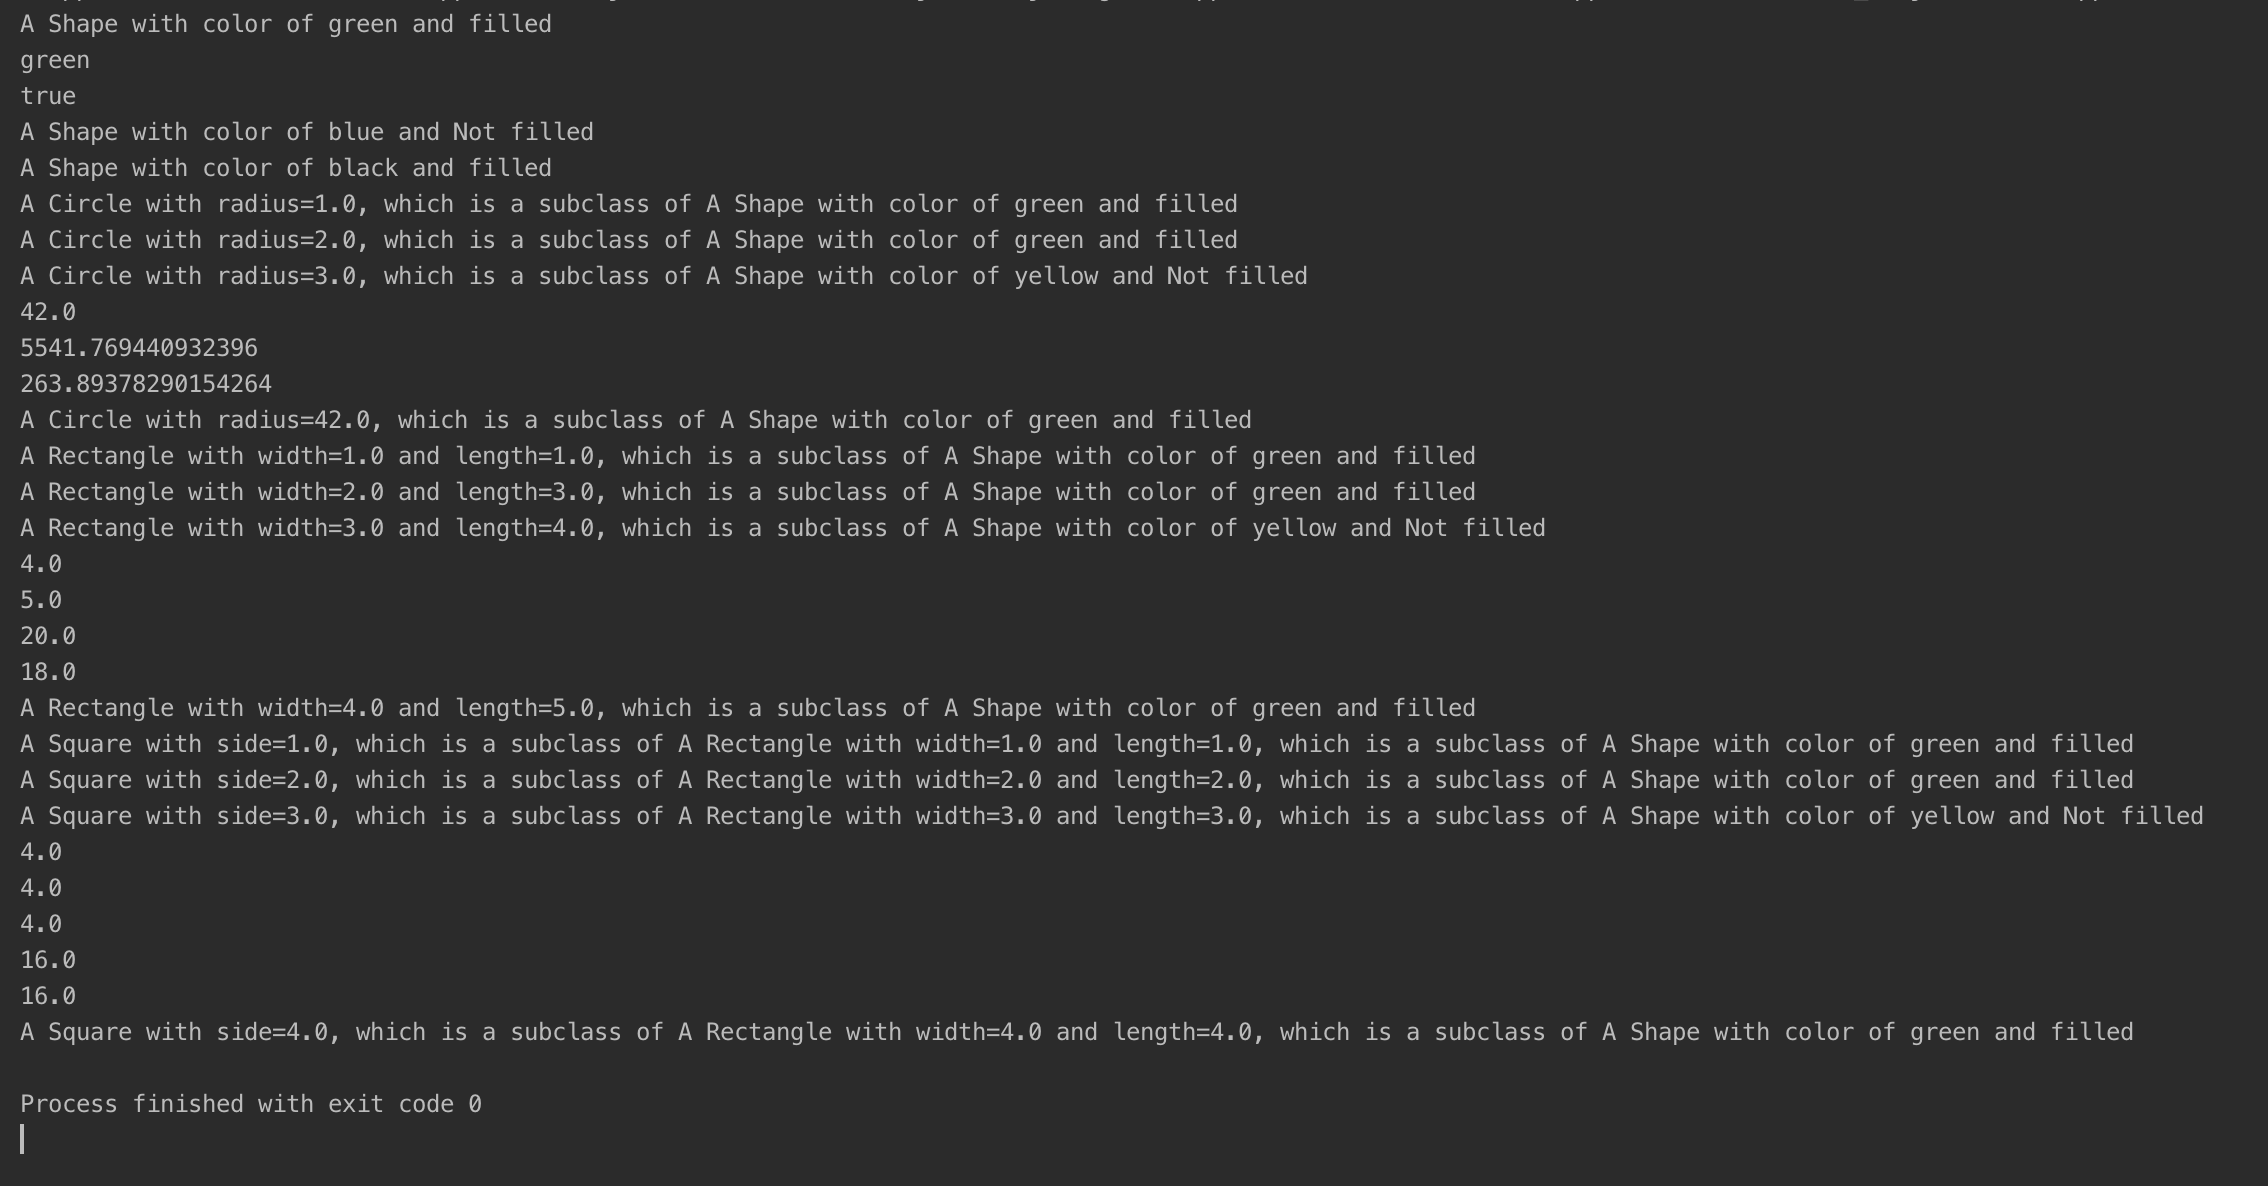 A Shape with color of green and filled
green
true
A Shape with color of blue and Not filled
A Shape with color of black and filled
A Circle with radius=1.0, which is a subclass of A Shape with color of green and filled
A Circle with radius=2.0, which is a subclass of A Shape with color of green and filled
A Circle with radius=3.0, which is a subclass of A Shape with color of yellow and Not filled
42.0
5541.769440932396
263.89378290154264
A Circle with radius=42.0, which is a subclass of A Shape with color of green and filled
A Rectangle with width=1.0 and length=1.0, which is a subclass of A Shape with color of green and filled
A Rectangle with width=2.0 and length=3.0, which is a subclass of A Shape with color of green and filled
A Rectangle with width=3.0 and length=4.0, which is a subclass of A Shape with color of yellow and Not filled
4.0
5.0
20.0
18.0
A Rectangle with width=4.0 and length=5.0, which is a subclass of A Shape with color of green and filled
A Square with side=1.0, which is a subclass of A Rectangle with width=1.0 and length=1.0, which is a subclass of A Shape with color of green and filled
A Square with side=2.0, which is a subclass of A Rectangle with width=2.0 and length=2.0, which is a subclass of A Shape with color of green and filled
A Square with side=3.0, which is a subclass of A Rectangle with width=3.0 and length=3.0, which is a subclass of A Shape with color of yellow and Not filled
4.0
4.0
4.0
16.0
16.0
A Square with side=4.0, which is a subclass of A Rectangle with width=4.0 and length=4.0, which is a subclass of A Shape with color of green and filled
Process finished with exit code 0